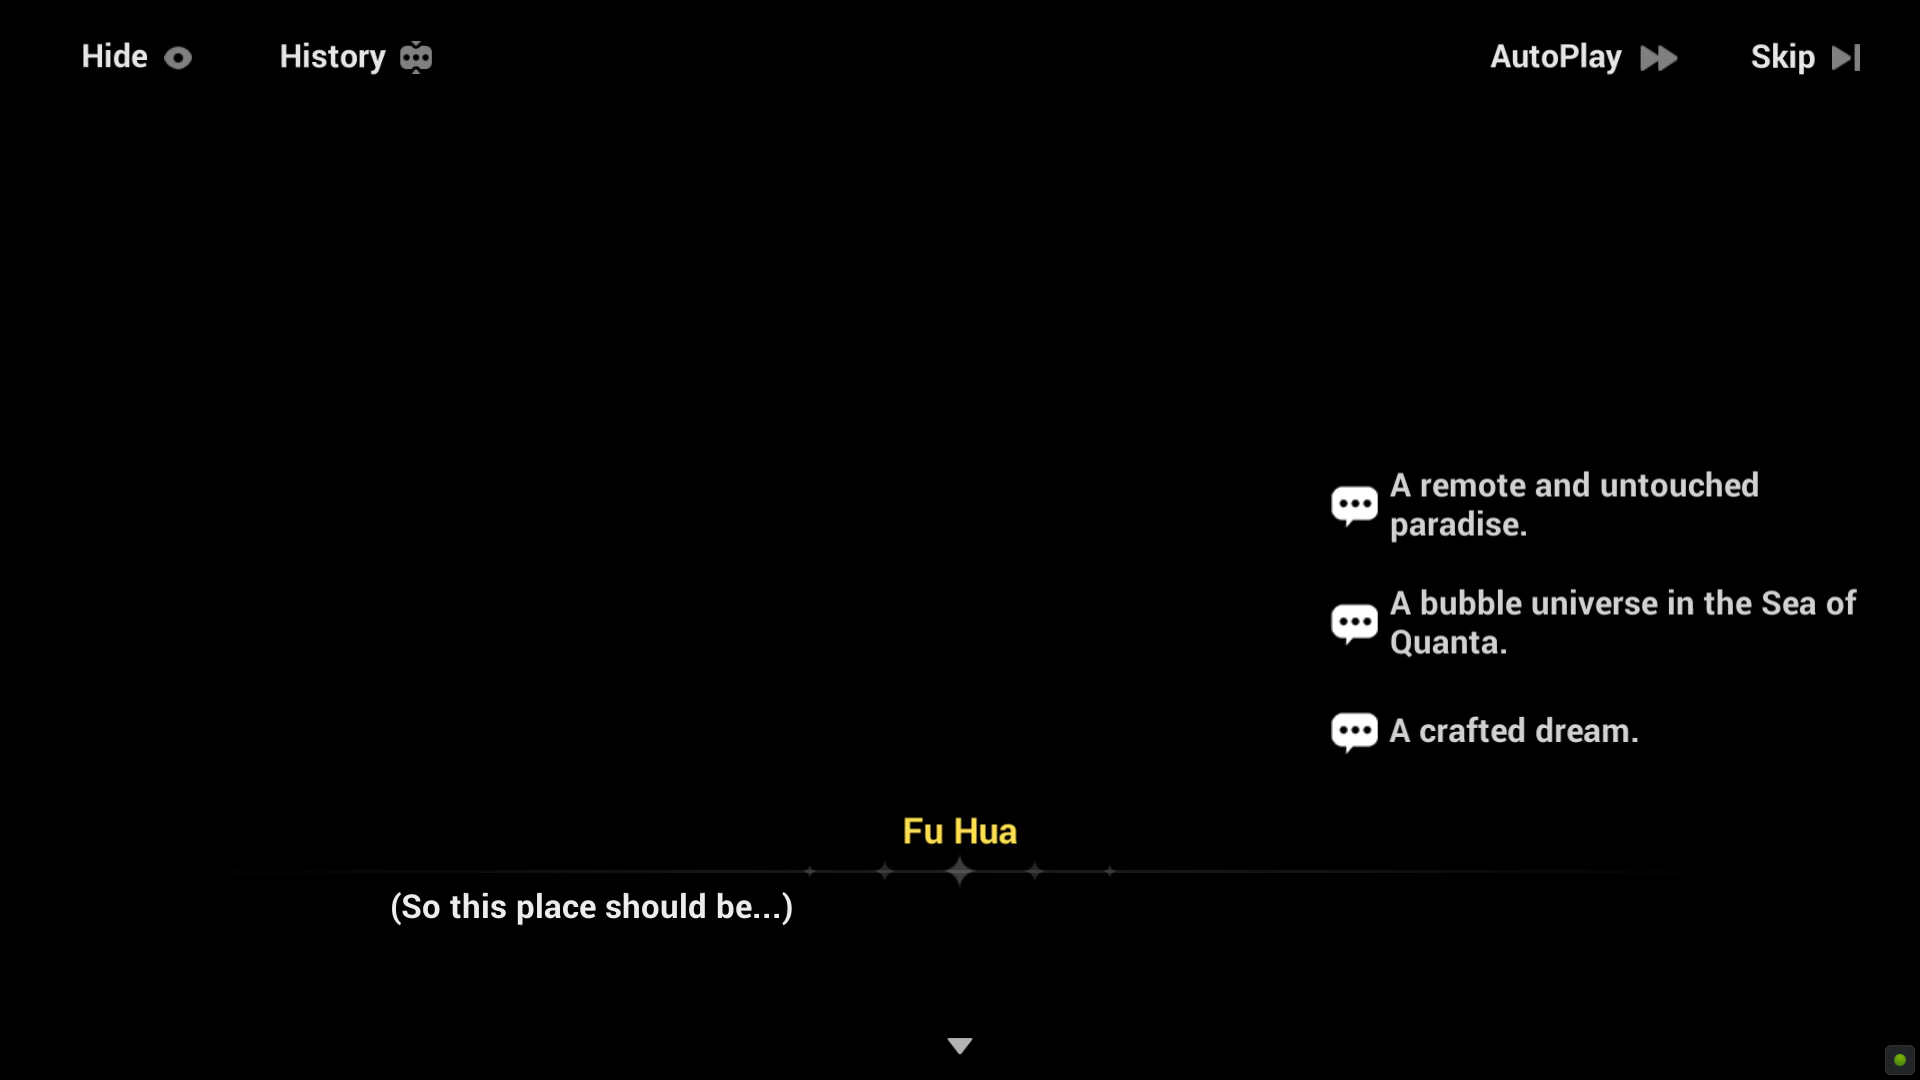 Hide
History
AutoPlay
Skip
A remote and untouched
paradise.
A bubble universe in the Sea of
Quanta.
A crafted dream.
Fu Hua
(So this place should be...)